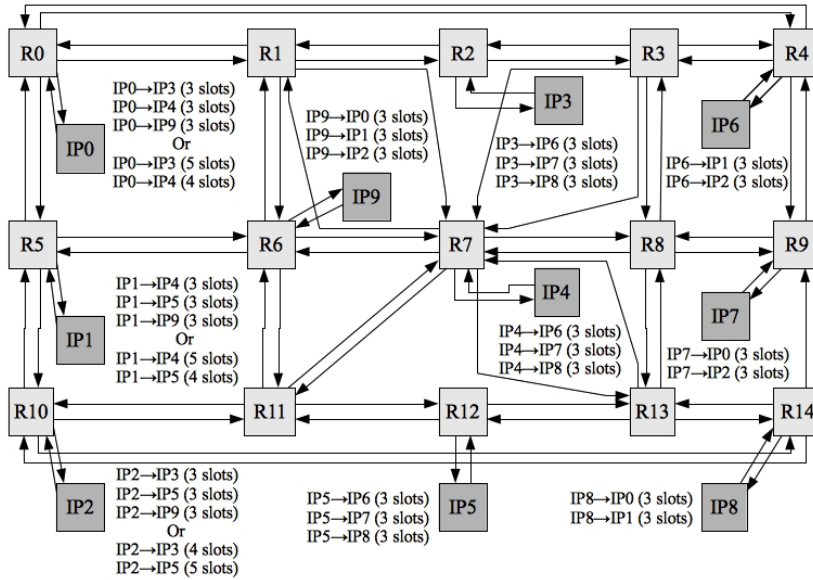 R0
R1
R2
R3
R4
IP0
IP0→IP3 (3 slots)
IP0→IP4 (3 slots)
IP0→IP9 (3 slots)
Or
IP0→IP3 (5 slots)
IP0→IP4 (4 slots)
IP9→IP0 (3 slots)
IP9→IP1 (3 slots)
IP9→IP2 (3 slots)
IP3
IP3→IP6 (3 slots)
IP3→IP7 (3 slots)
IP3→IP8 (3 slots)
IP6
IP6→IP1 (3 slots)
IP6→IP2 (3 slots)
IP9
R5
R6
R7
R8
R9
IP1
IP1→IP4 (3 slots)
IP1→IP5 (3 slots)
IP1→IP9 (3 slots)
Or
IP1→IP4 (5 slots)
IP1→IP5 (4 slots)
IP4
IP4→IP6 (3 slots)
IP4→IP7 (3 slots)
IP4→IP8 (3 slots)
IP7
IP7→IP0 (3 slots)
IP7→IP2 (3 slots)
R10
R11
R12
R13
R14
IP2
IP2→IP3 (3 slots)
IP2→IP5 (3 slots)
IP2→IP9 (3 slots)
Or
IP2→IP3 (4 slots)
IP2→IP5 (5 slots)
IP5→IP6 (3 slots)
IP5→IP7 (3 slots)
IP5→IP8 (3 slots)
IP5
IP8→IP0 (3 slots)
IP8→IP1 (3 slots)
IP8